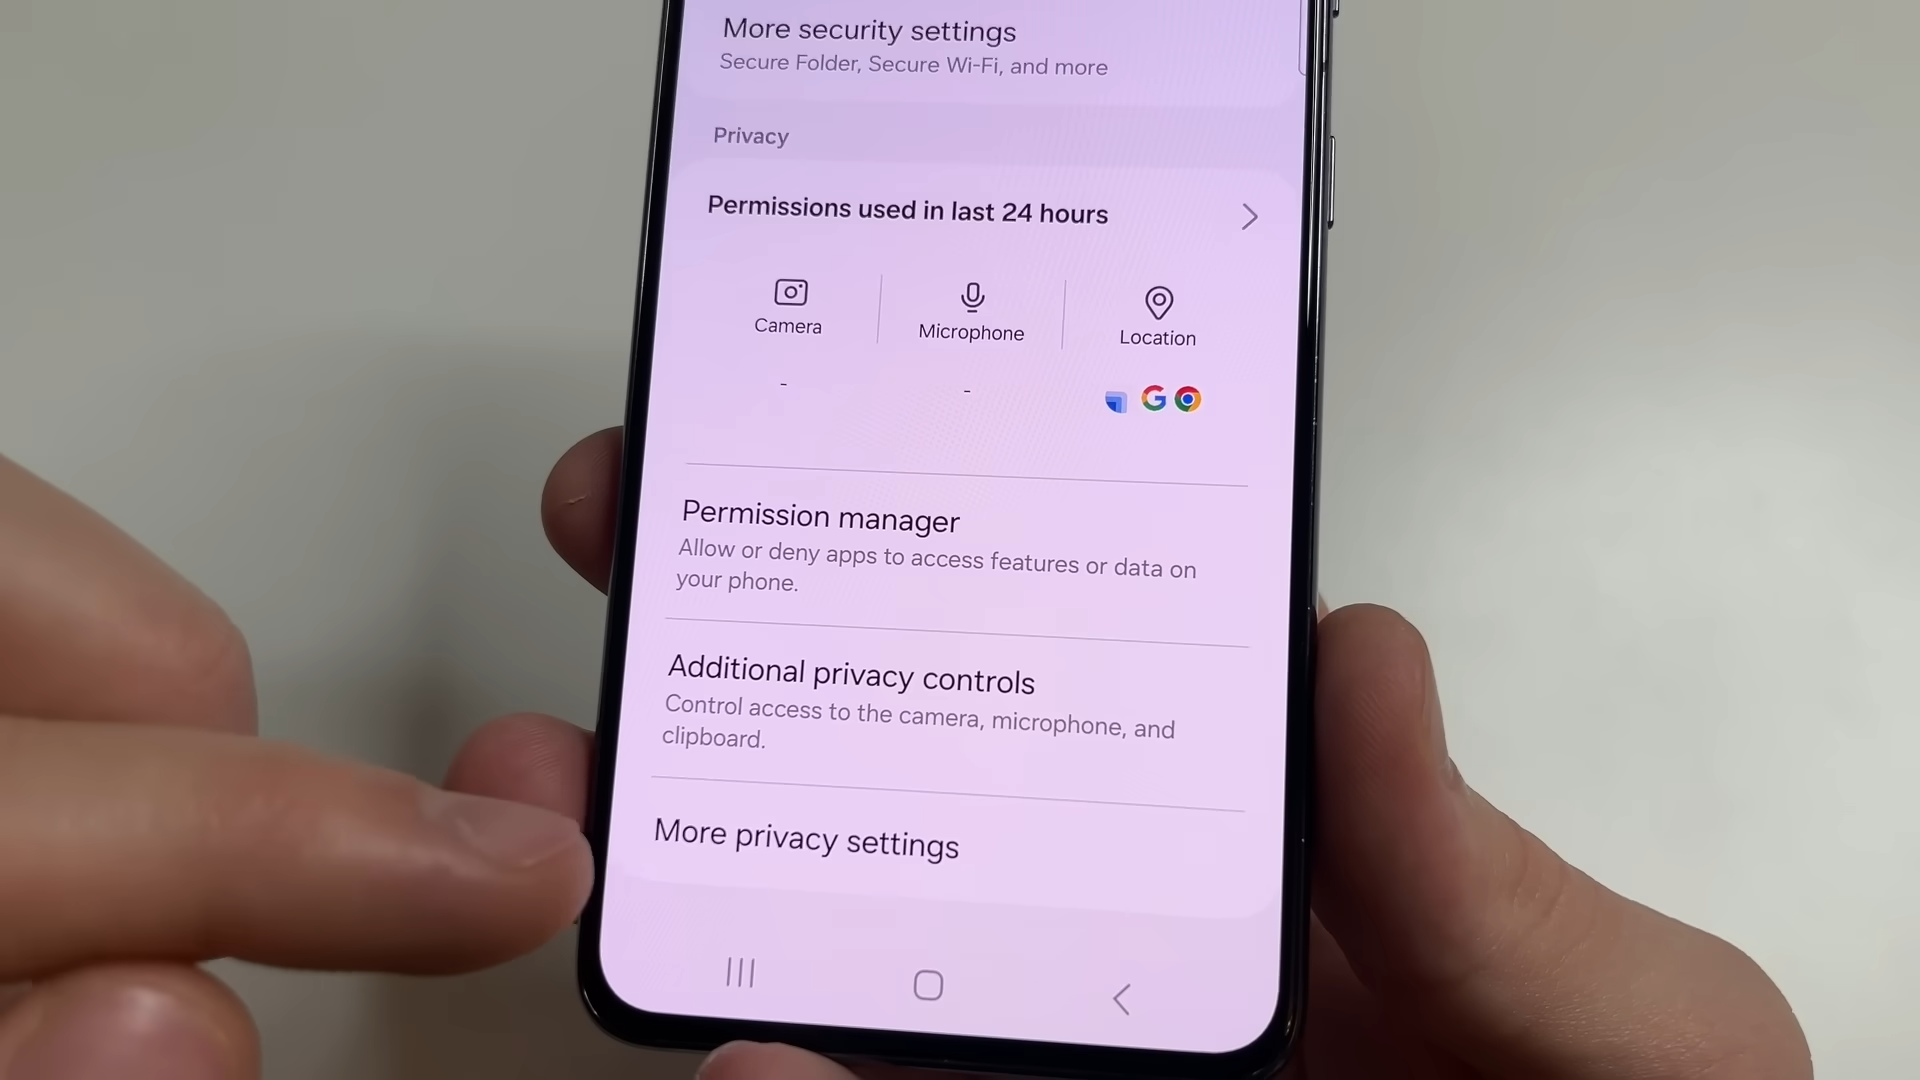 More security settings
Secure Folder, Secure Wi-Fi, and more
Privacy
Permissions used in last 24 hours
Camera
Microphone
Location
-
-
Permission manager
Allow or deny apps to access features or data on
your phone.
Additional privacy controls
Control access to the camera, microphone, and
clipboard.
More privacy settings